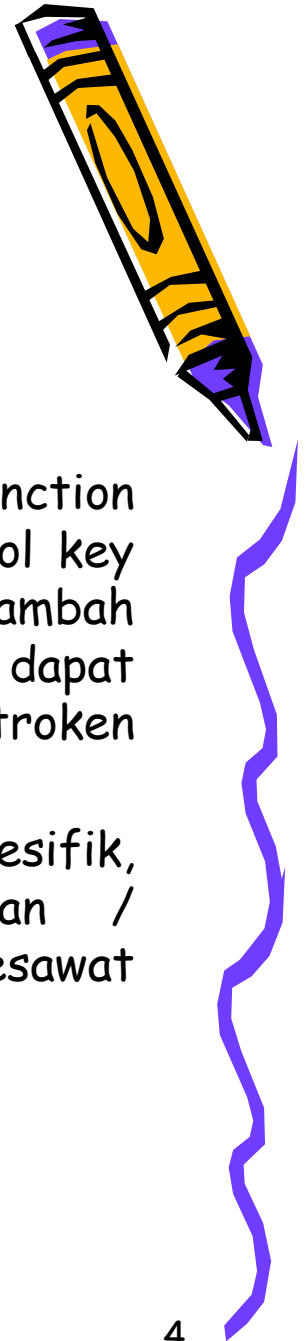 nction
ol key
ambah
dapat
troken
esifik,
an /
esawat
4